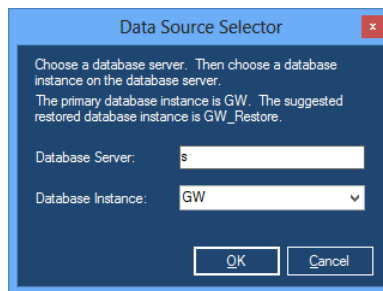 Data Source Selector
x
Choose a database server. Then choose a database
instance on the database server.
The primary database instance is GW. The suggested
restored database instance is GW_Restore.
Database Server: s
Database Instance: GW
OK Cancel